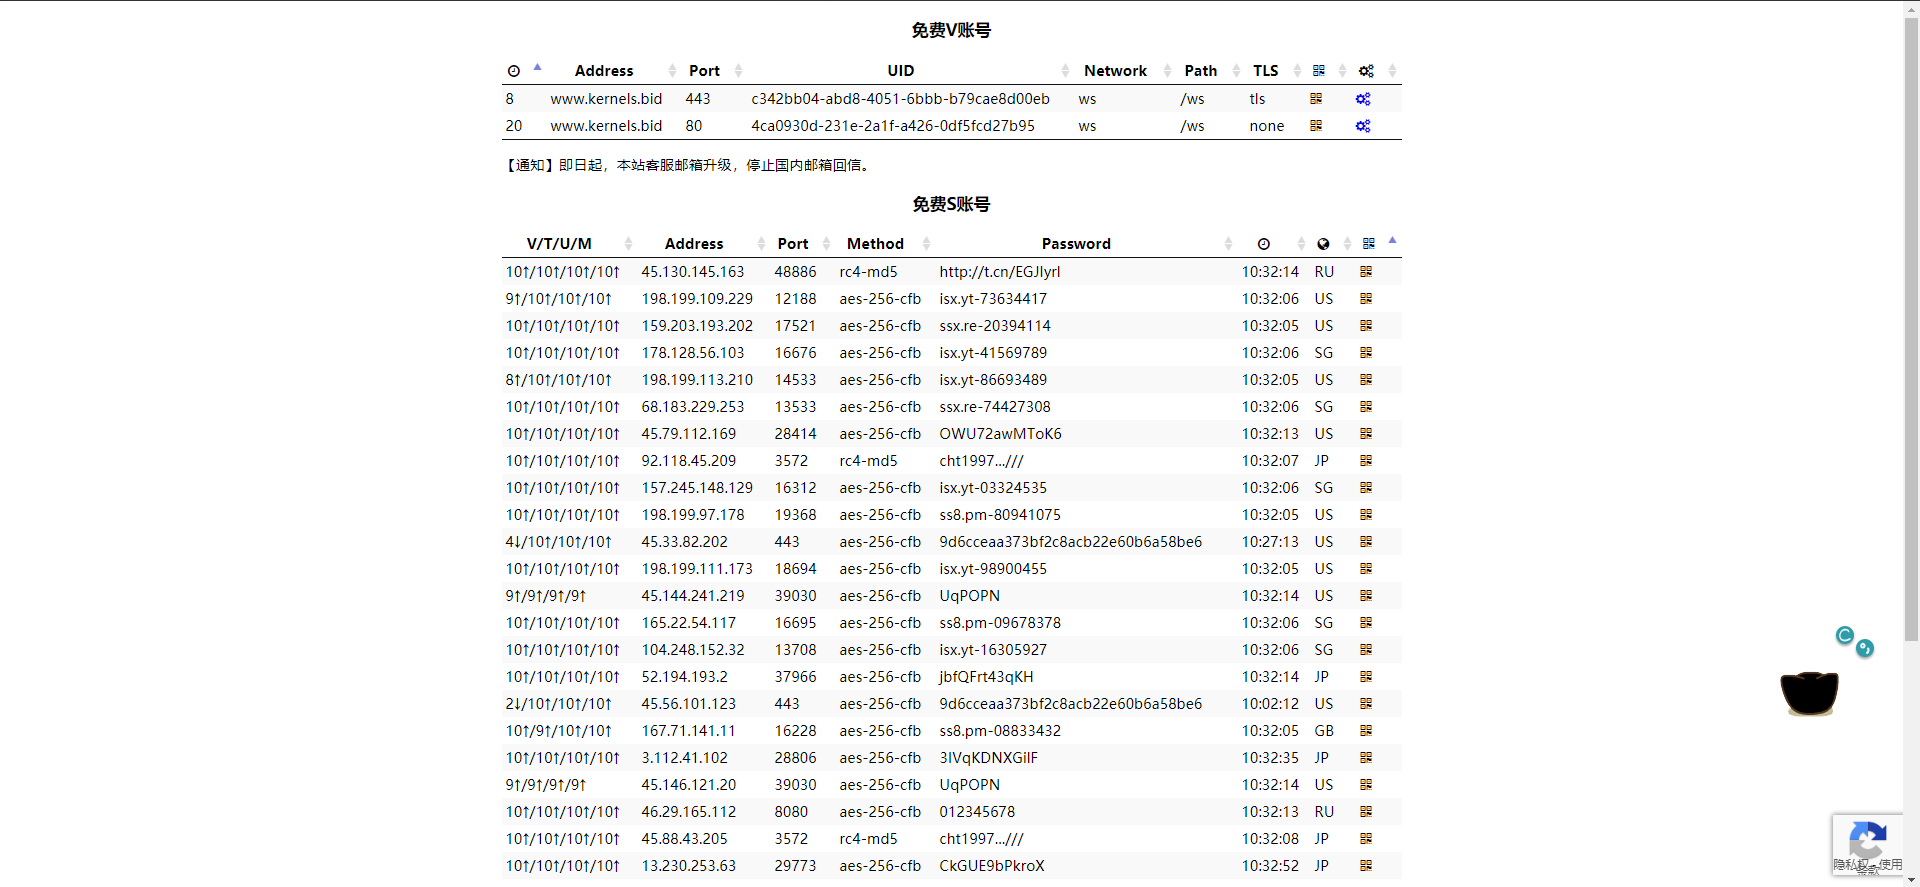 免费V账号
Address Port UID Network Path TLS
8 www.kernels.bid 443 c342bb04-abd8-4051-6bbb-b79cae8d00eb ws /ws tls
20 www.kernels.bid 80 4ca0930d-231e-2a1f-a426-0df5fcd27b95 ws /ws none
【通知】即日起，本站客服邮箱升级，停止国内邮箱回信。
免费S账号
V/T/U/M Address Port Method Password
10↑/10↑/10↑/10↑ 45.130.145.163 48886 rc4-md5 http://t.cn/EGJIyrl 10:32:14 RU
9↑/10↑/10↑/10↑ 198.199.109.229 12188 aes-256-cfb isx.yt-73634417 10:32:06 US
10↑/10↑/10↑/10↑ 159.203.193.202 17521 aes-256-cfb ssx.re-20394114 10:32:05 US
10↑/10↑/10↑/10↑ 178.128.56.103 16676 aes-256-cfb isx.yt-41569789 10:32:06 SG
8↑/10↑/10↑/10↑ 198.199.113.210 14533 aes-256-cfb isx.yt-86693489 10:32:05 US
10↑/10↑/10↑/10↑ 68.183.229.253 13533 aes-256-cfb ssx.re-74427308 10:32:06 SG
10↑/10↑/10↑/10↑ 45.79.112.169 28414 aes-256-cfb OWU72awMToK6 10:32:13 US
10↑/10↑/10↑/10↑ 92.118.45.209 3572 rc4-md5 cht1997.../// 10:32:07 JP
10↑/10↑/10↑/10↑ 157.245.148.129 16312 aes-256-cfb isx.yt-03324535 10:32:06 SG
10↑/10↑/10↑/10↑ 198.199.97.178 19368 aes-256-cfb ss8.pm-80941075 10:32:05 US
4↓/10↑/10↑/10↑ 45.33.82.202 443 aes-256-cfb 9d6cceaa373bf2c8acb22e60b6a58be6 10:27:13 US
10↑/10↑/10↑/10↑ 198.199.111.173 18694 aes-256-cfb isx.yt-98900455 10:32:05 US
9↑/9↑/9↑/9↑ 45.144.241.219 39030 aes-256-cfb UqPOPN 10:32:14 US
10↑/10↑/10↑/10↑ 165.22.54.117 16695 aes-256-cfb ss8.pm-09678378 10:32:06 SG
10↑/10↑/10↑/10↑ 104.248.152.32 13708 aes-256-cfb isx.yt-16305927 10:32:06 SG
10↑/10↑/10↑/10↑ 52.194.193.2 37966 aes-256-cfb jbfQFrt43qKH 10:32:14 JP
2↓/10↑/10↑/10↑ 45.56.101.123 443 aes-256-cfb 9d6cceaa373bf2c8acb22e60b6a58be6 10:02:12 US
10↑/9↑/10↑/10↑ 167.71.141.11 16228 aes-256-cfb ss8.pm-08833432 10:32:05 GB
10↑/10↑/10↑/10↑ 3.112.41.102 28806 aes-256-cfb 3IVqKDNXGiIF 10:32:35 JP
9↑/9↑/9↑/9↑ 45.146.121.20 39030 aes-256-cfb UqPOPN 10:32:14 US
10↑/10↑/10↑/10↑ 46.29.165.112 8080 aes-256-cfb 012345678 10:32:13 RU
10↑/10↑/10↑/10↑ 45.88.43.205 3572 rc4-md5 cht1997.../// 10:32:08 JP
10↑/10↑/10↑/10↑ 13.230.253.63 29773 aes-256-cfb CkGUE9bPkroX 10:32:52 JP
隐私权 - 使用
条款